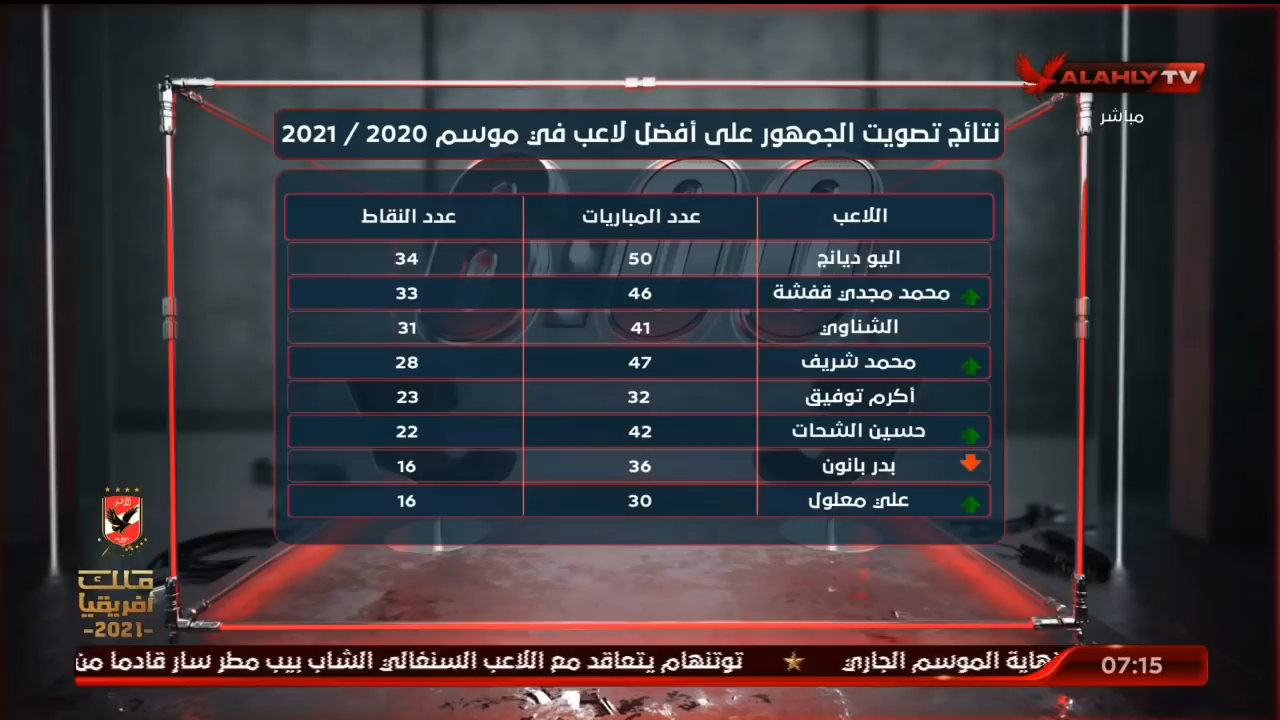 ALAHLY TV
مباشر
نتائج تصويت الجمهور على أفضل لاعب في موسم 2020 / 2021
اللاعب عدد المباريات عدد النقاط
اليو ديانج 50 34
محمد مجدي قفشة 46 33
الشناوي 41 31
محمد شريف 47 28
أكرم توفيق 32 23
حسين الشحات 42 22
بدر بانون 36 16
علي معلول 30 16
ملك
أفريقيا
-2021-
نهاية الموسم الجاري ★ توتنهام يتعاقد مع اللاعب السنغالي الشاب بيب مطر سار قادما من
07:15